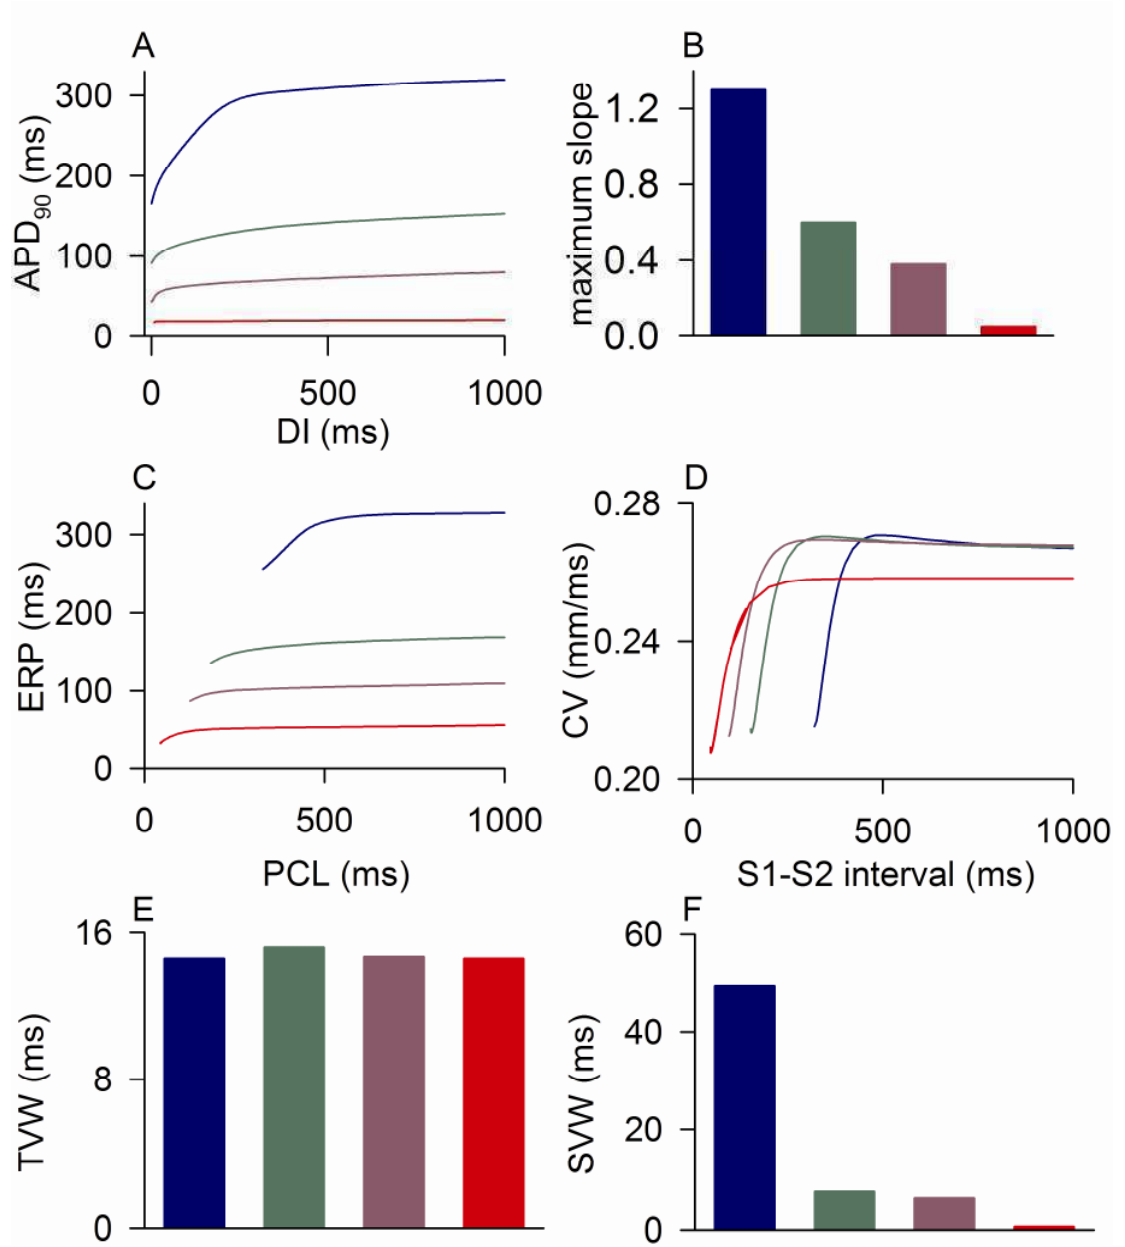 A
APD90 (ms)
300
200
100
0
0 500 1000
DI (ms)
B
maximum slope
1.2
0.8
0.4
0.0
C
ERP (ms)
300
200
100
0
0 500 1000
PCL (ms)
D
CV (mm/ms)
0.28
0.24
0.20
0 500 1000
S1-S2 interval (ms)
E
TVW (ms)
16
8
0
F
SVW (ms)
60
40
20
0